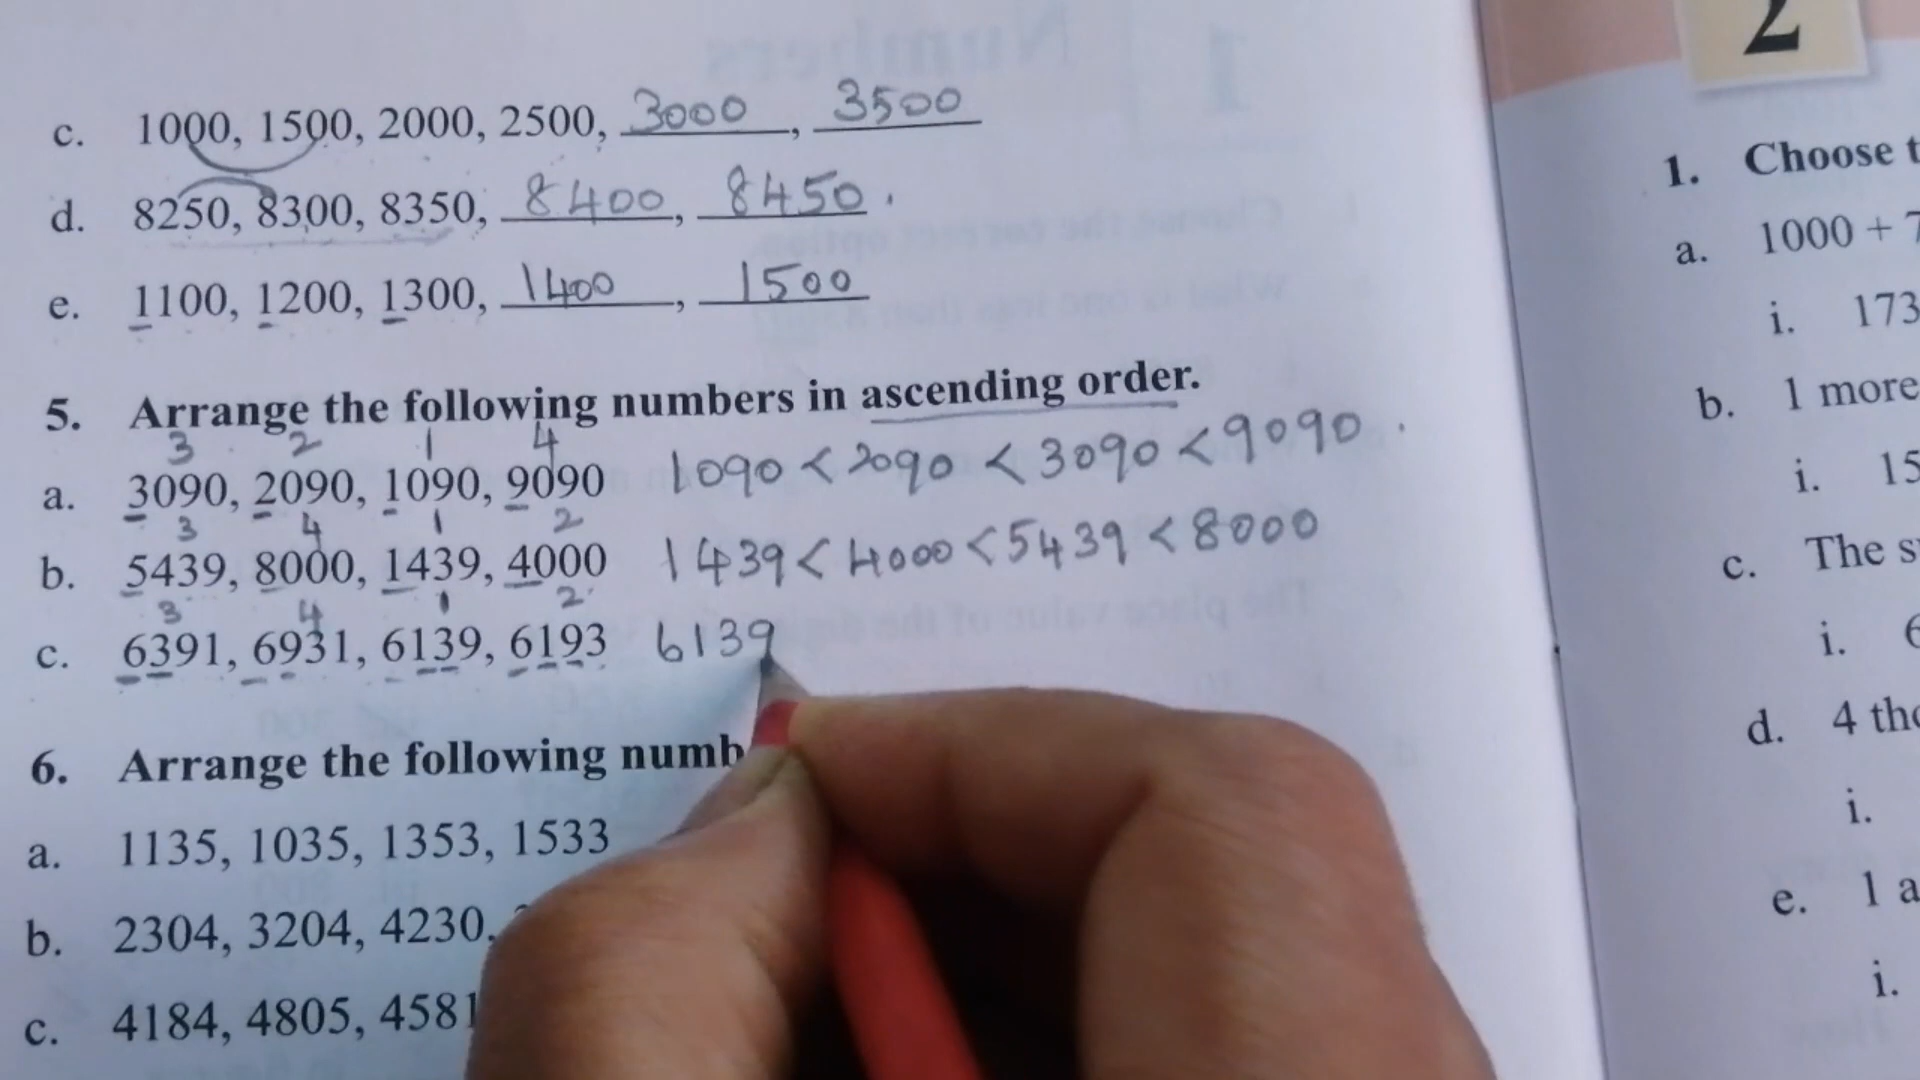 c. 1000, 1500, 2000, 2500, 3000, 3500
d. 8250, 8300, 8350, 8400, 8450.
e. 1100, 1200, 1300, 1400, 1500
5. Arrange the following numbers in ascending order.
3 2 1 4
a. 3090, 2090, 1090, 9090 1090 < 2090 < 3090 < 9090.
3 4 1 2
b. 5439, 8000, 1439, 4000 1439 < 4000 < 5439 < 8000
3 4 1 2
c. 6391, 6931, 6139, 6193 6139
6. Arrange the following numb
a. 1135, 1035, 1353, 1533
b. 2304, 3204, 4230,
c. 4184, 4805, 4581
2
1. Choose t
a. 1000 + 7
i. 173
b. 1 more
i. 15
c. The s
i. 6
d. 4 tho
i.
e. 1 a
i.